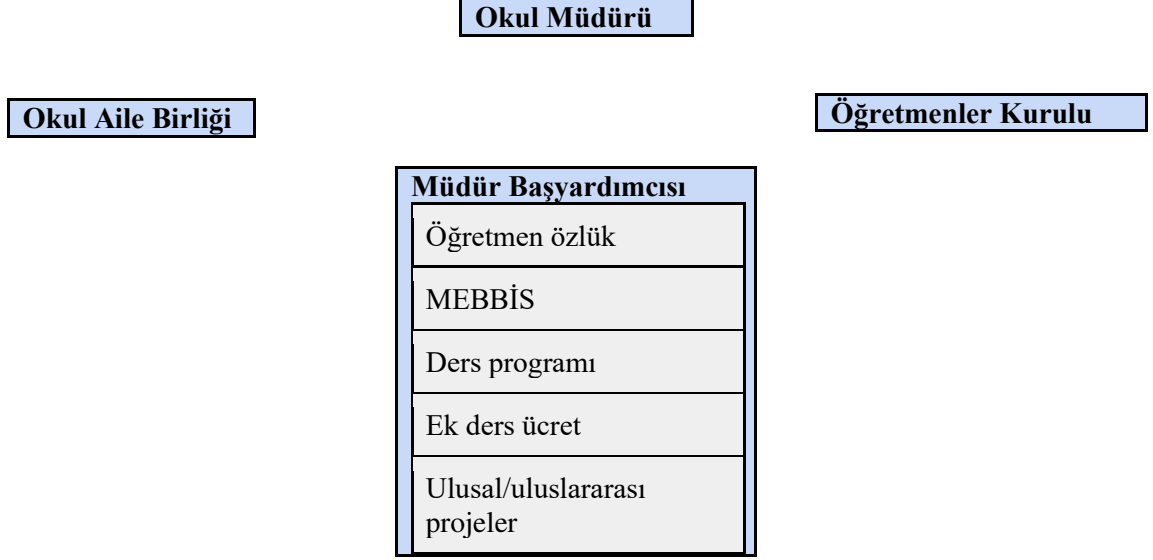 Okul Müdürü
Okul Aile Birliği
Öğretmenler Kurulu
Müdür Başyardımcısı
Öğretmen özlük
MEBBİS
Ders programı
Ek ders ücret
Ulusal/uluslararası
projeler